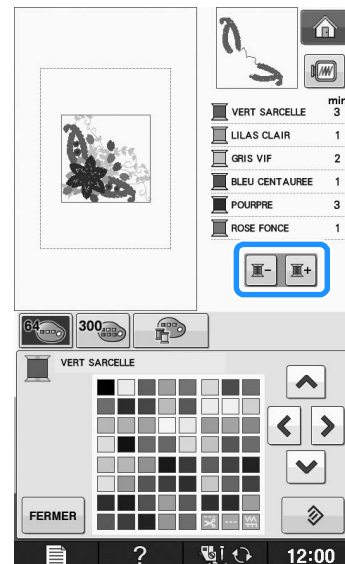 min
VERT SARCELLE 3
LILAS CLAIR 1
GRIS VIF 2
BLEU CENTAUREE 1
POURPRE 3
ROSE FONCE 1
- +
64 300
VERT SARCELLE
FERMER
? 12:00